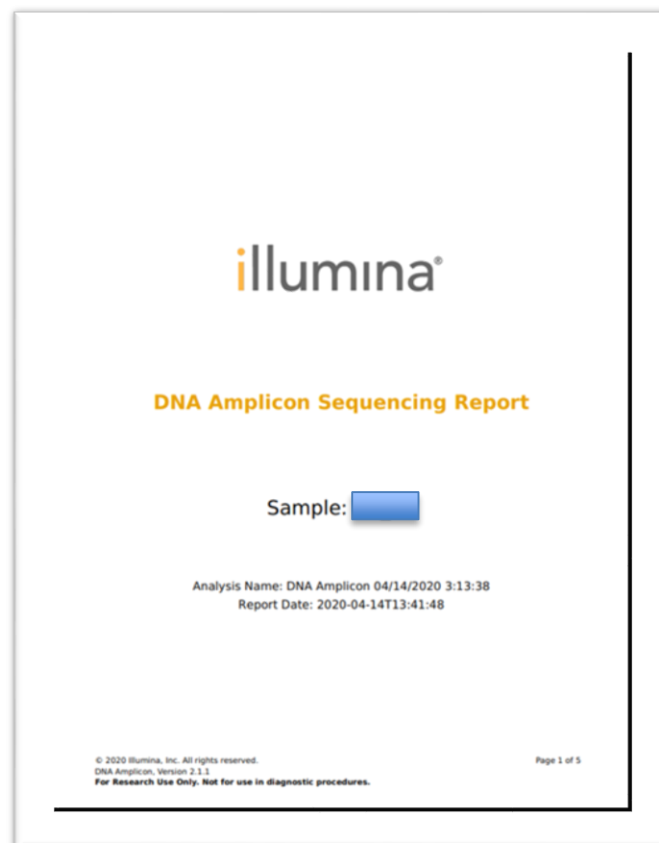 illumina®
DNA Amplicon Sequencing Report
Sample:
Analysis Name: DNA Amplicon 04/14/2020 3:13:38
Report Date: 2020-04-14T13:41:48
© 2020 Illumina, Inc. All rights reserved.
Page 1 of 5
DNA Amplicon, Version 2.1.1
For Research Use Only. Not for use in diagnostic procedures.